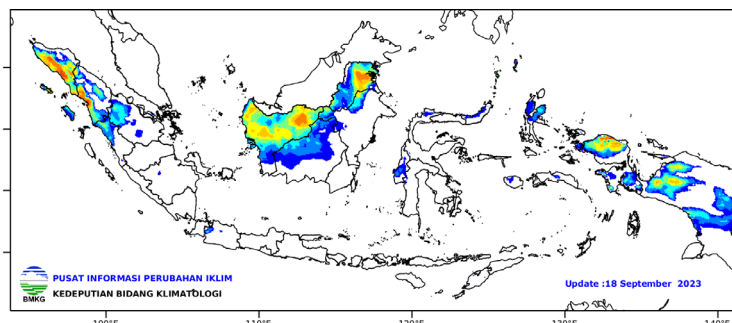 PUSAT INFORMASI PERUBAHAN IKLIM
KEDEPUTIAN BIDANG KLIMATOLOGI
BMKG
Update :18 September 2023